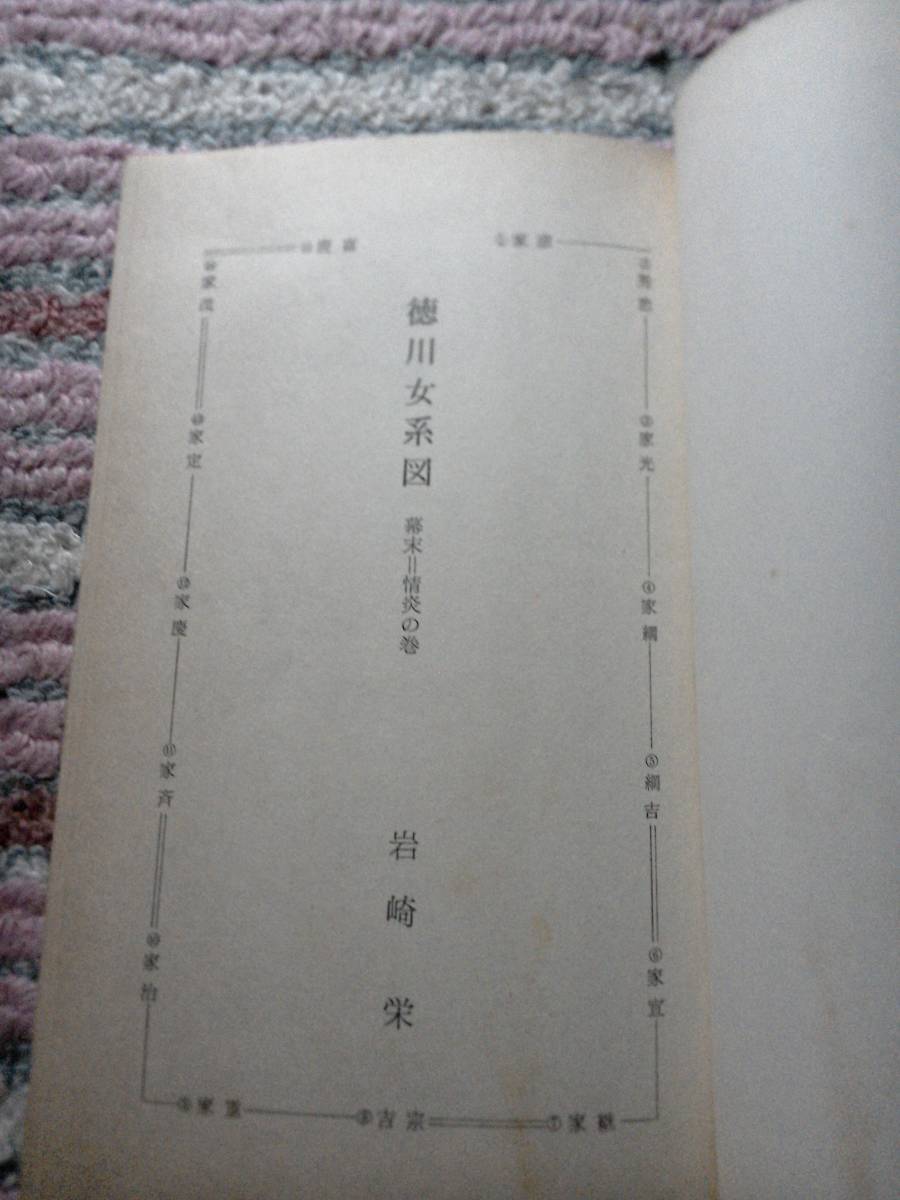 徳川女系図
幕末=情炎の巻
岩崎栄
①家康
②秀忠
③家光
④家綱
⑤綱吉
⑥家宣
⑦家継
⑧吉宗
⑨家重
⑩家治
⑪家斉
⑫家慶
⑬家定
⑭家茂
⑮慶喜